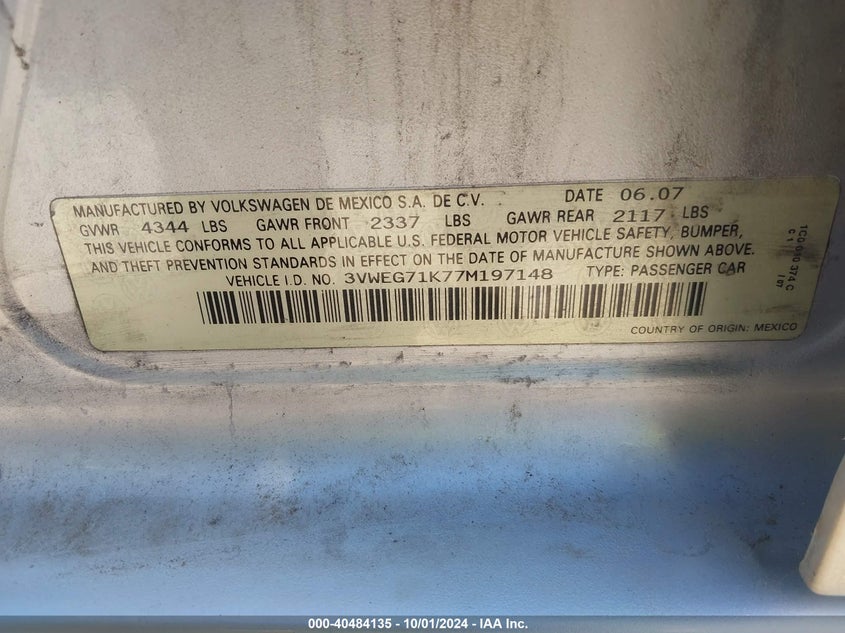 MANUFACTURED BY VOLKSWAGEN DE MEXICO S.A. DE C.V. DATE 06.07
GVWR 4344 LBS GAWR FRONT 2337 LBS GAWR REAR 2117 LBS
THIS VEHICLE CONFORMS TO ALL APPLICABLE U.S. FEDERAL MOTOR VEHICLE SAFETY, BUMPER,
AND THEFT PREVENTION STANDARDS IN EFFECT ON THE DATE OF MANUFACTURE SHOWN ABOVE.
VEHICLE I.D. NO. 3VWEG71K77M197148 TYPE: PASSENGER CAR
COUNTRY OF ORIGIN: MEXICO
000-40484135 - 10/01/2024 - IAA Inc.